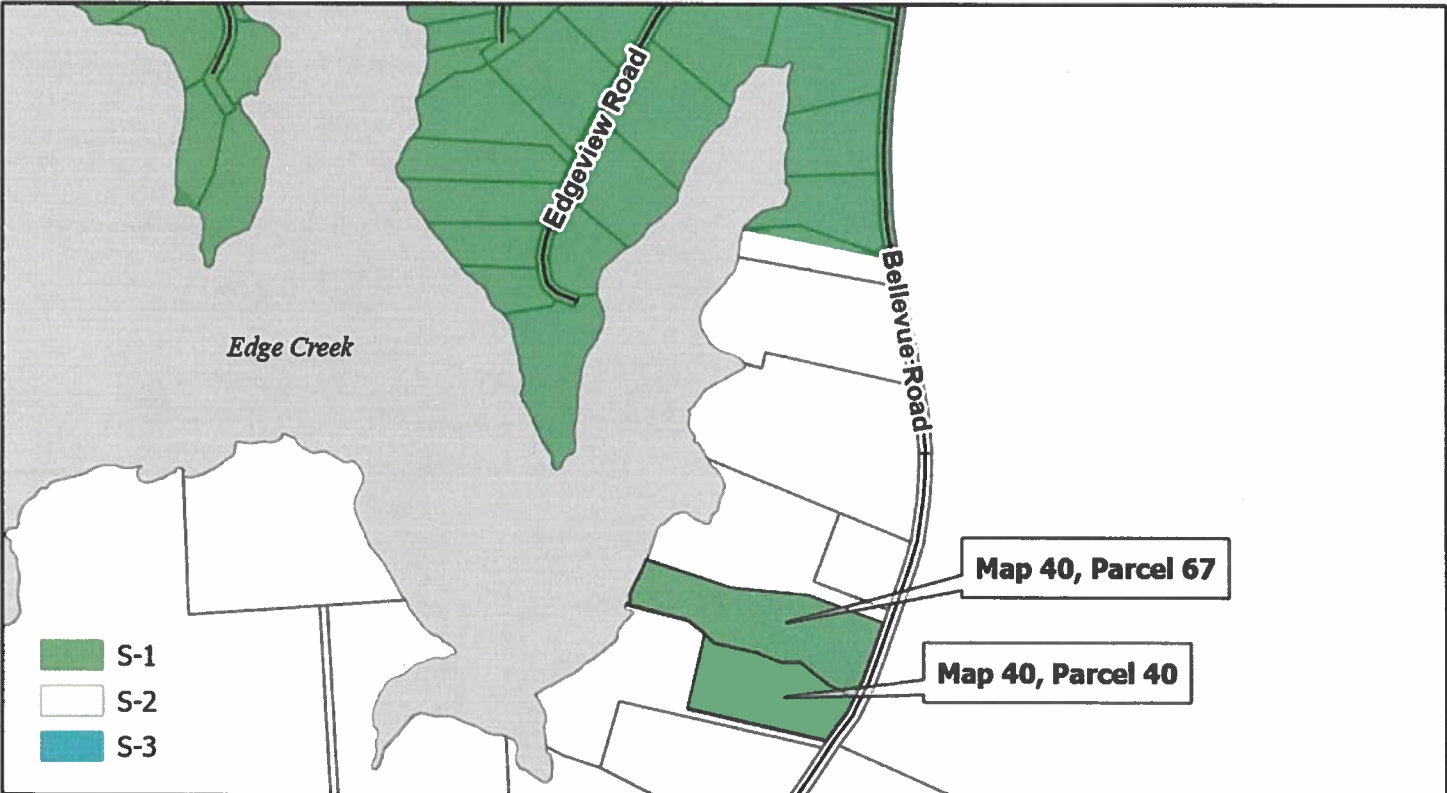 Edgeview Road
Bellevue Road
Edge Creek
Map 40, Parcel 67
Map 40, Parcel 40
S-1
S-2
S-3